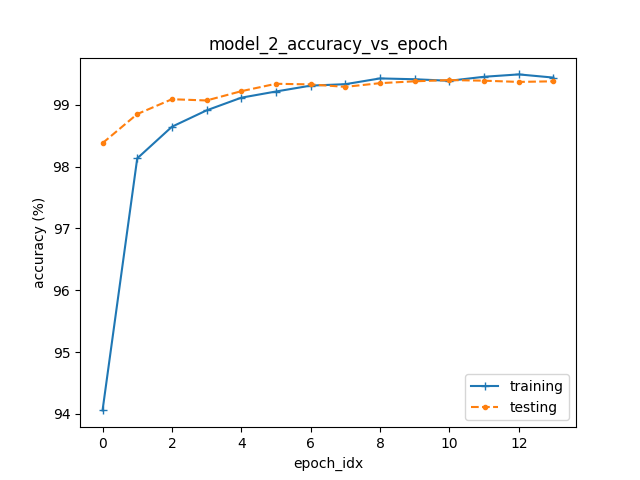 model_2_accuracy_vs_epoch
accuracy (%)
99
98
97
96
95
94
0 2 4 6 8 10 12
epoch_idx
training
testing